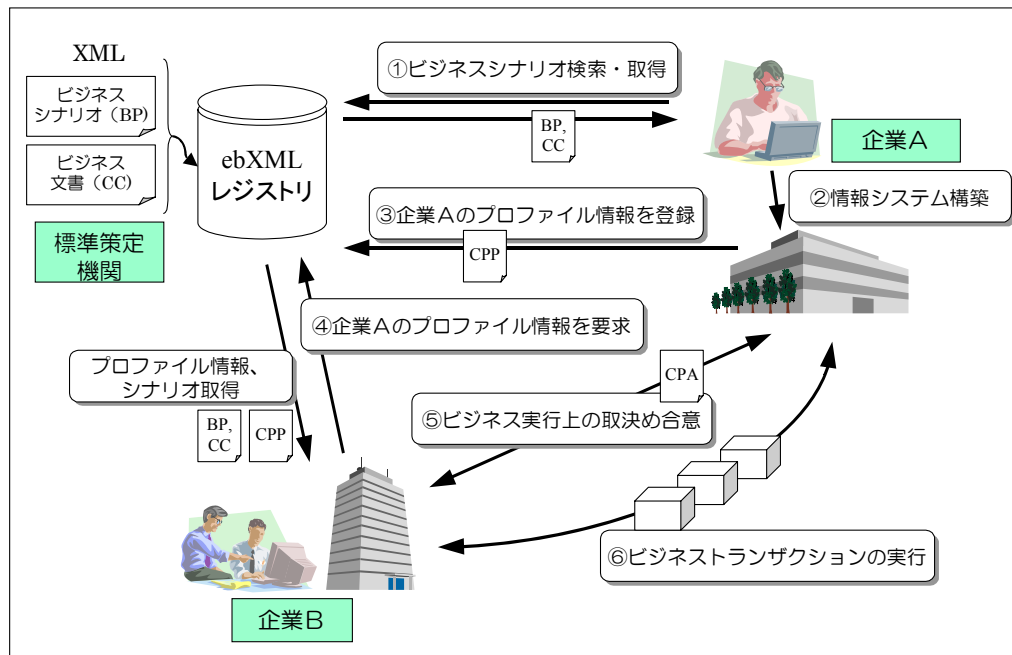 XML
ビジネス
シナリオ（BP)
ビジネス
文書（CC）
標準策定
機関
ebXML
レジストリ
①ビジネスシナリオ検索・取得
BP,
CC
企業A
②情報システム構築
③企業Aのプロファイル情報を登録
CPP
④企業Aのプロファイル情報を要求
プロファイル情報、
シナリオ取得
BP,
CC
CPP
CPA
⑤ビジネス実行上の取決め合意
⑥ビジネストランザクションの実行
企業B